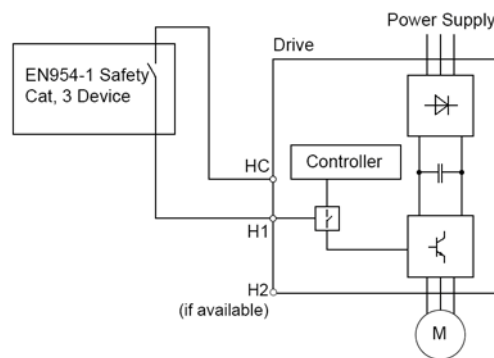 Power Supply
Drive
EN954-1 Safety
Cat, 3 Device
Controller
HC
H1
H2
(if available)
M